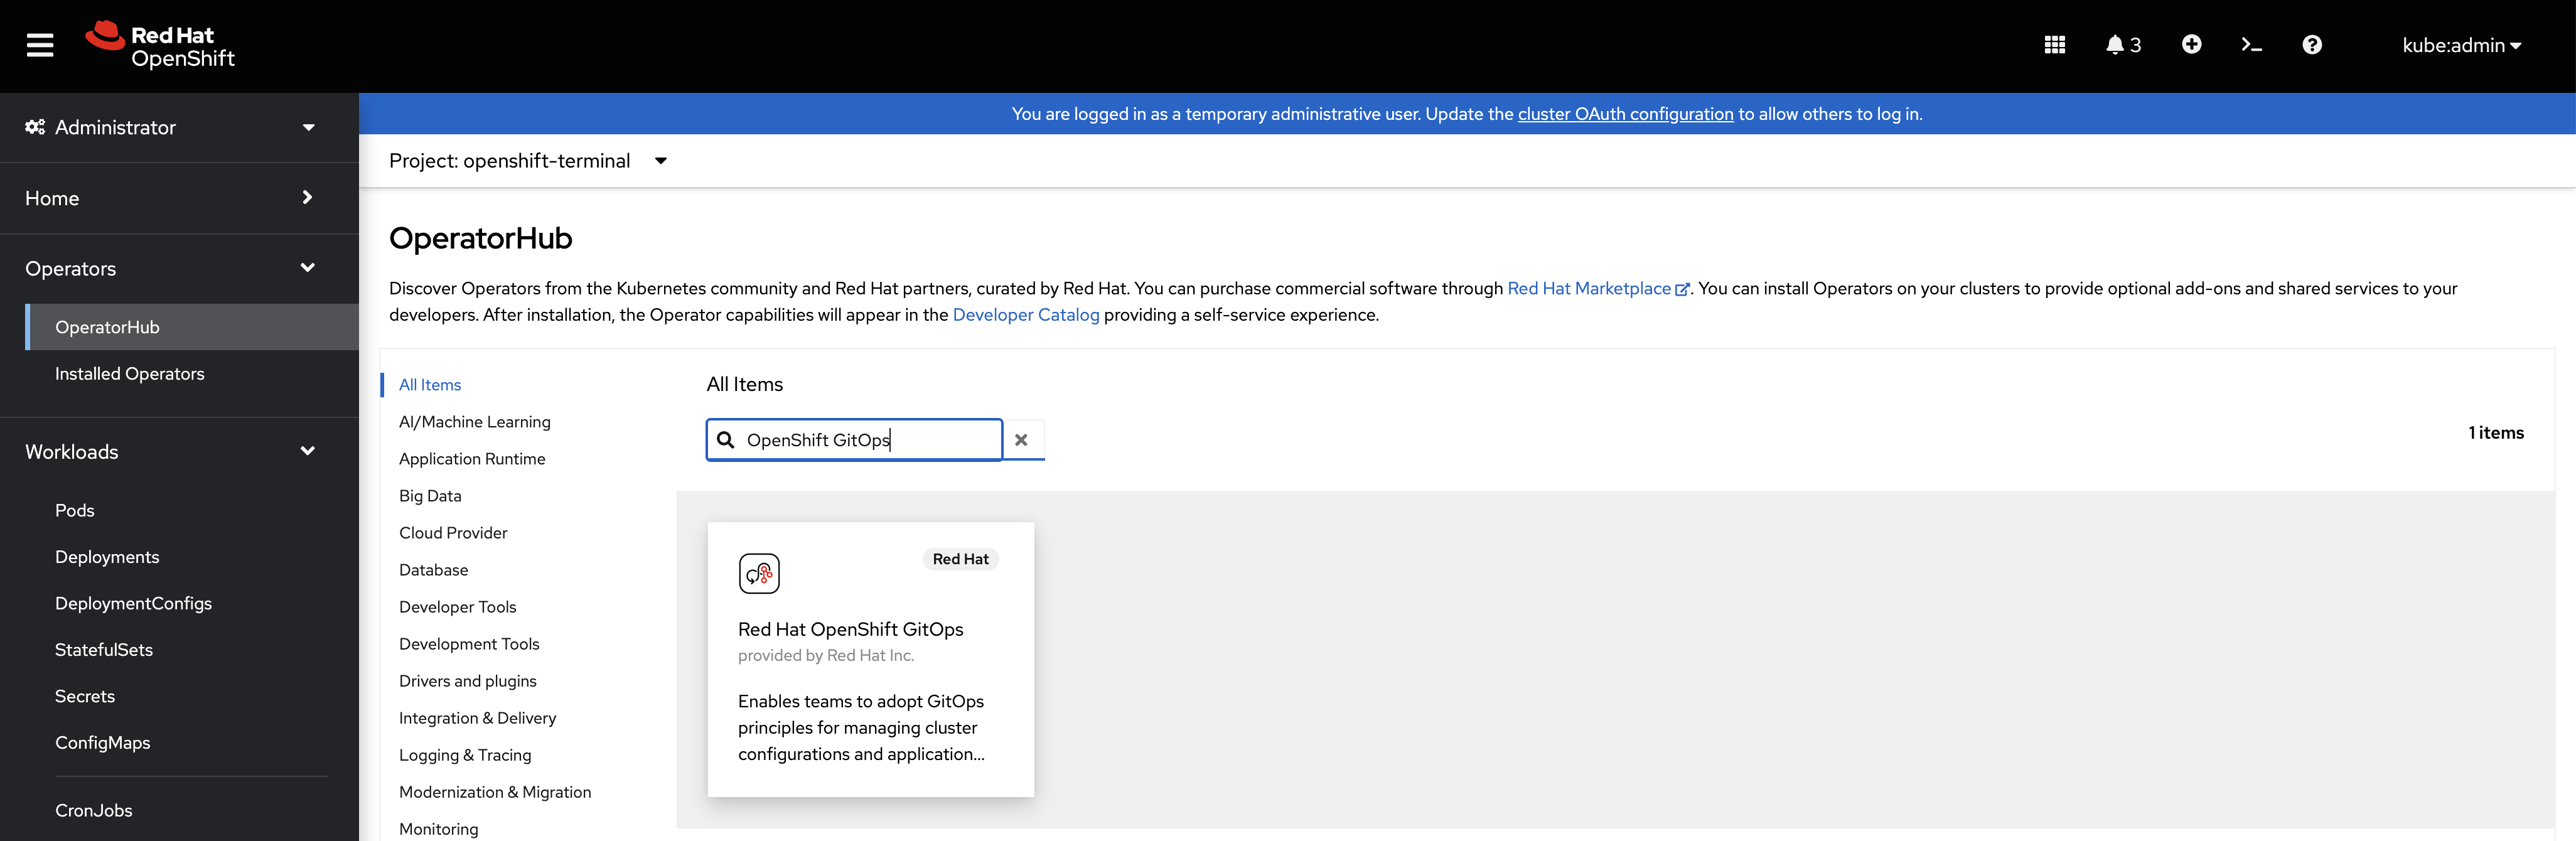 Red Hat
OpenShift
3
kube:admin
Administrator
Home
Operators
OperatorHub
Installed Operators
Workloads
Pods
Deployments
DeploymentConfigs
StatefulSets
Secrets
ConfigMaps
CronJobs
You are logged in as a temporary administrative user. Update the cluster OAuth configuration to allow others to log in.
Project: openshift-terminal
OperatorHub
Discover Operators from the Kubernetes community and Red Hat partners, curated by Red Hat. You can purchase commercial software through Red Hat Marketplace. You can install Operators on your clusters to provide optional add-ons and shared services to your
developers. After installation, the Operator capabilities will appear in the Developer Catalog providing a self-service experience.
All Items
AI/Machine Learning
Application Runtime
Big Data
Cloud Provider
Database
Developer Tools
Development Tools
Drivers and plugins
Integration & Delivery
Logging & Tracing
Modernization & Migration
Monitoring
All Items
OpenShift GitOps
1 items
Red Hat
Red Hat OpenShift GitOps
provided by Red Hat Inc.
Enables teams to adopt GitOps
principles for managing cluster
configurations and application...